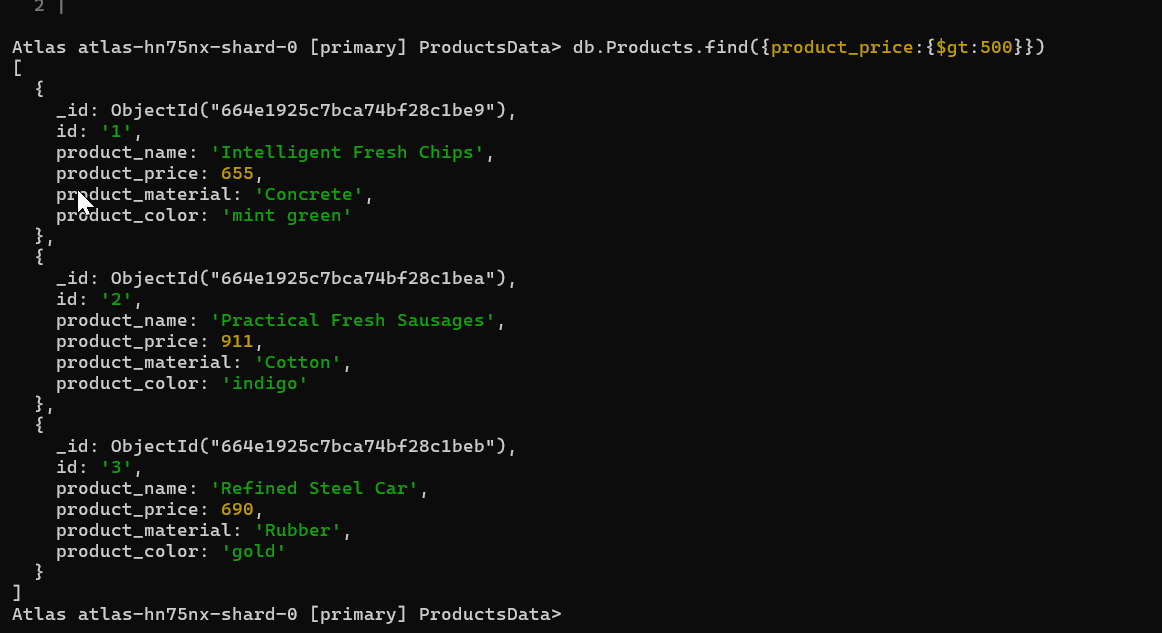 2 |
Atlas atlas-hn75nx-shard-0 [primary] ProductsData> db.Products.find({product_price:{$gt:500}})
[
  {
    _id: ObjectId("664e1925c7bca74bf28c1be9"),
    id: '1',
    product_name: 'Intelligent Fresh Chips',
    product_price: 655,
    product_material: 'Concrete',
    product_color: 'mint green'
  },
  {
    _id: ObjectId("664e1925c7bca74bf28c1bea"),
    id: '2',
    product_name: 'Practical Fresh Sausages',
    product_price: 911,
    product_material: 'Cotton',
    product_color: 'indigo'
  },
  {
    _id: ObjectId("664e1925c7bca74bf28c1beb"),
    id: '3',
    product_name: 'Refined Steel Car',
    product_price: 690,
    product_material: 'Rubber',
    product_color: 'gold'
  }
]
Atlas atlas-hn75nx-shard-0 [primary] ProductsData>